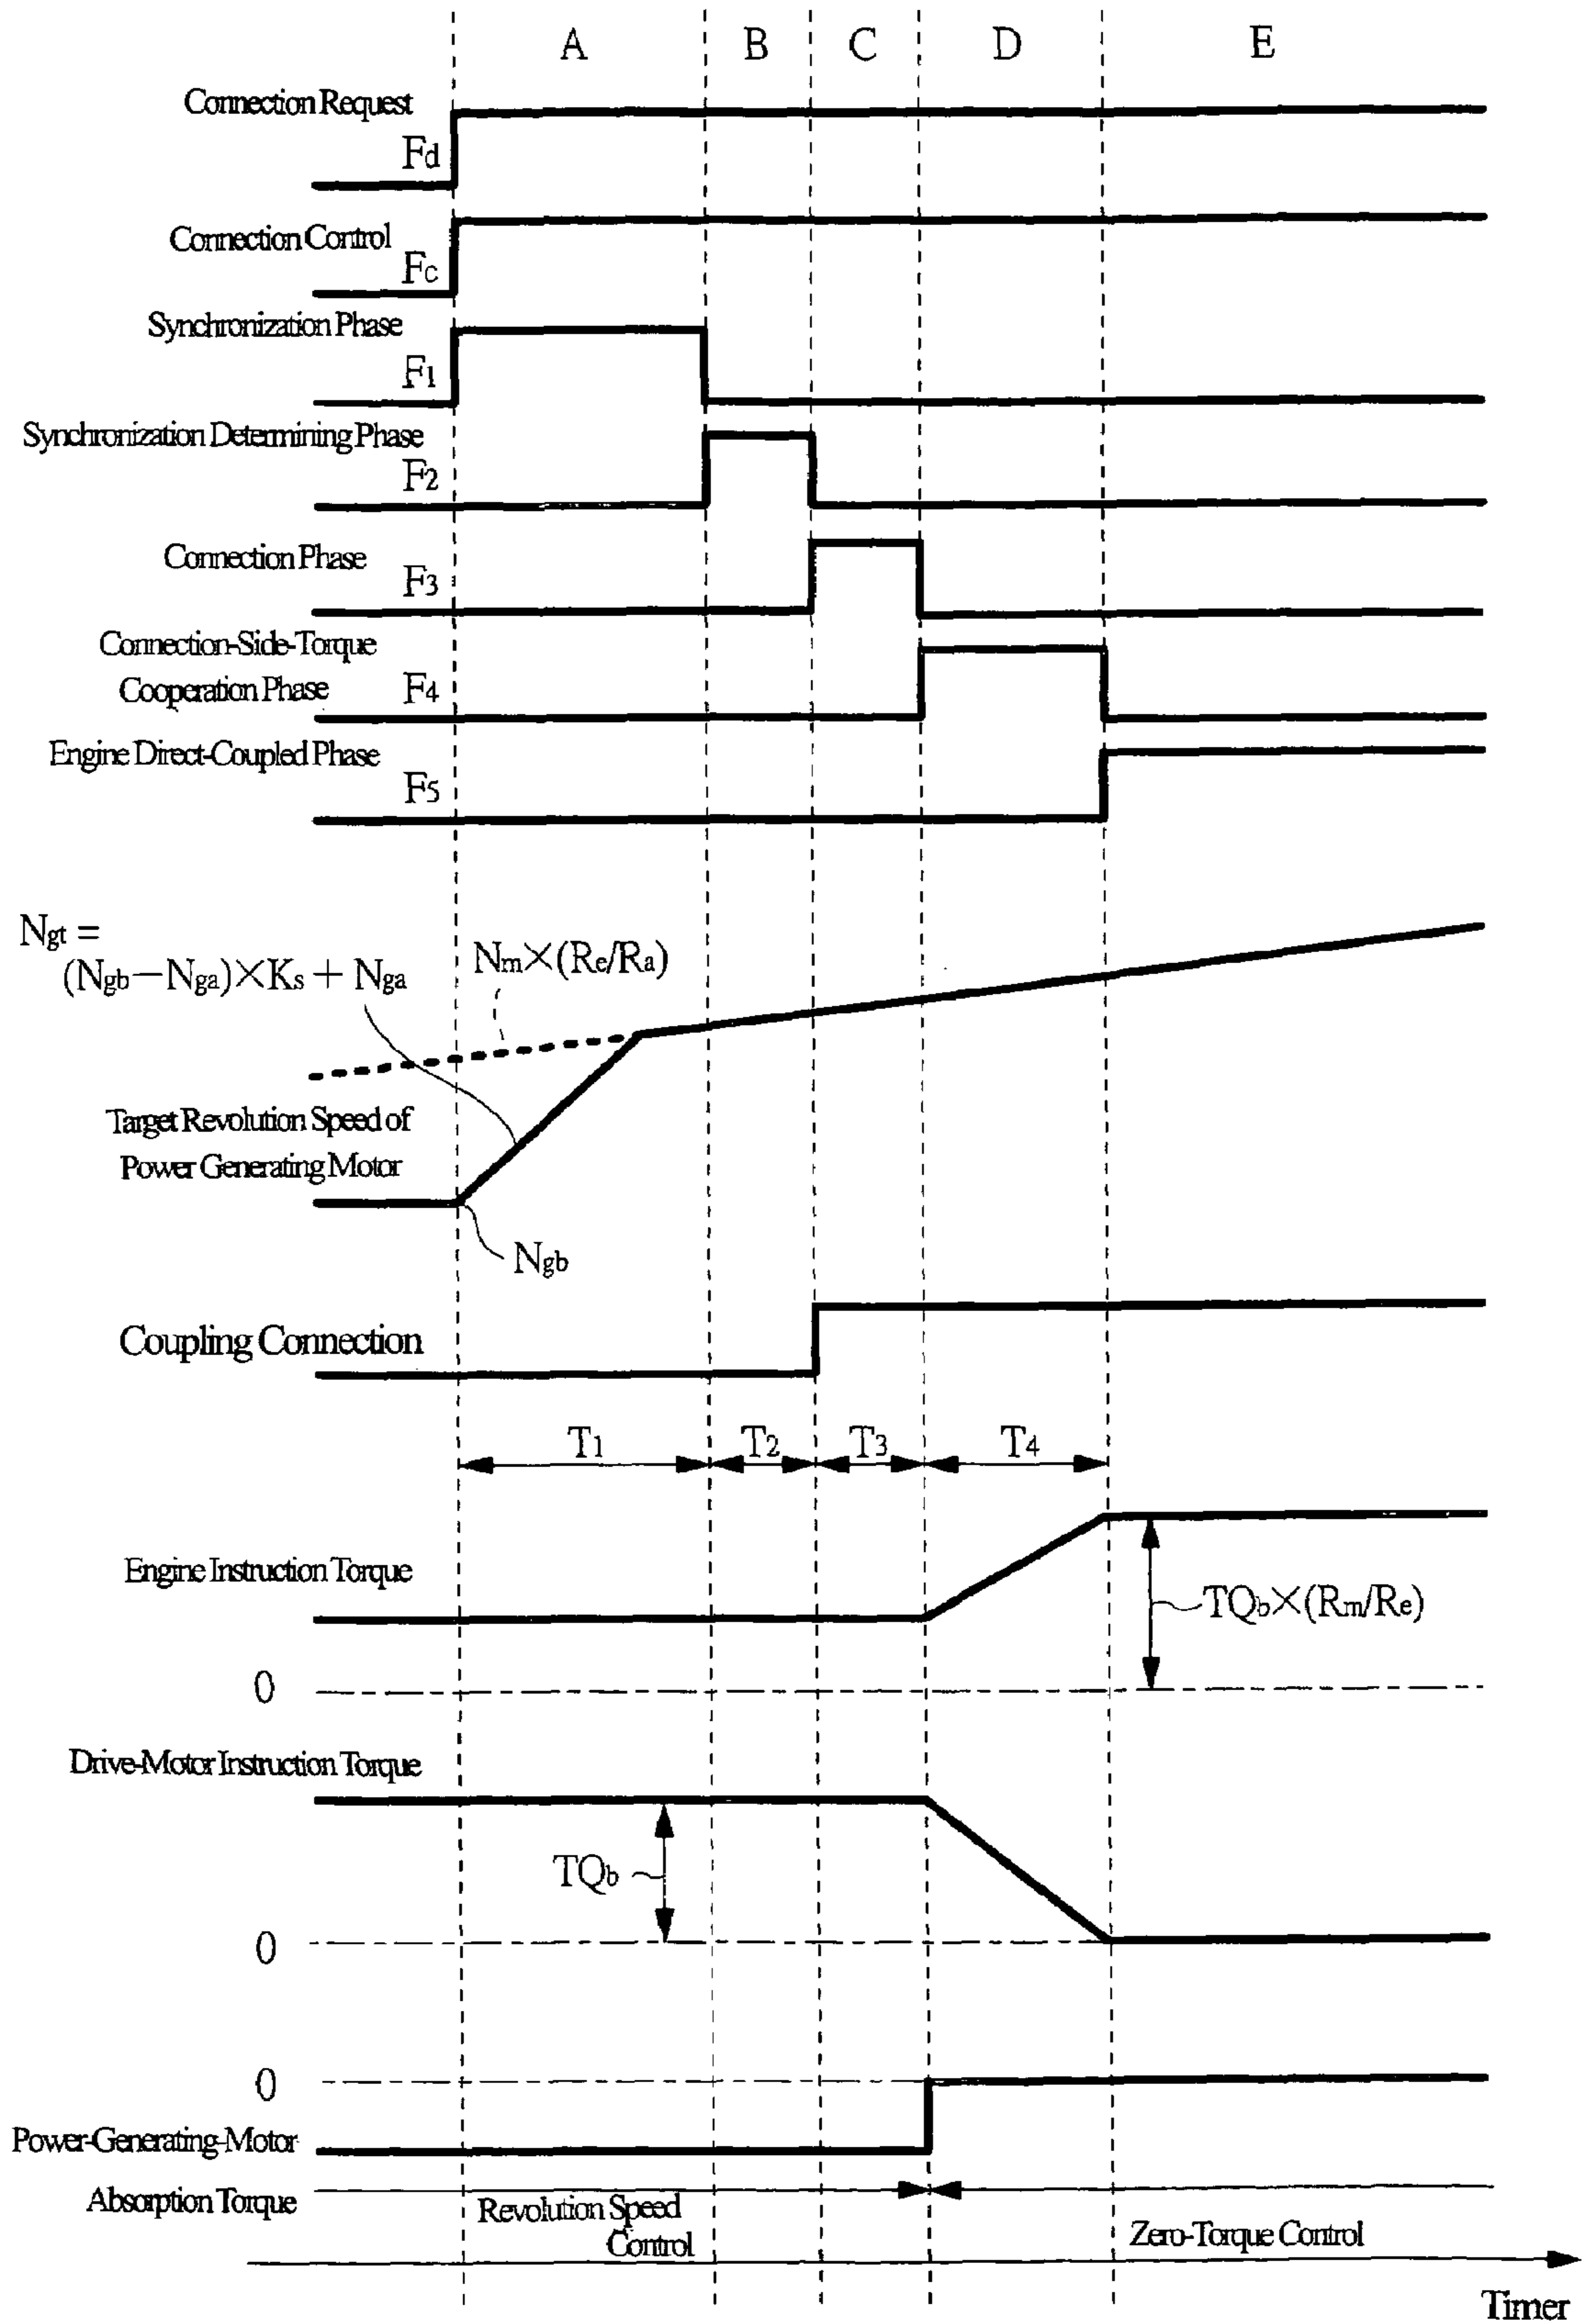 A B C D E
Connection Request
Fd
Connection Control
Fc
Synchronization Phase
F1
Synchronization Determining Phase
F2
Connection Phase
F3
Connection-Side-Torque
Cooperation Phase F4
Engine Direct-Coupled Phase
F5
Ngt =
(Ngb−Nga)×Ks + Nga
Nm×(Re/Ra)
Target Revolution Speed of
Power Generating Motor
Ngb
Coupling Connection
T1 T2 T3 T4
Engine Instruction Torque
TQb×(Rm/Re)
0
Drive-Motor Instruction Torque
TQb
0
0
Power-Generating-Motor
Absorption Torque
Revolution Speed
Control
Zero-Torque Control
Timer